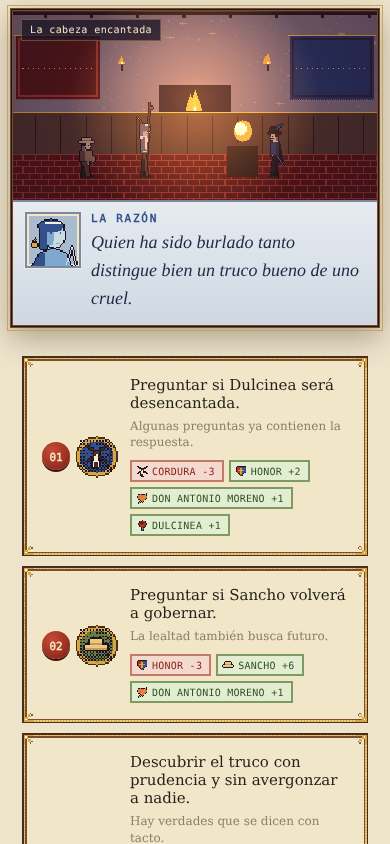 La cabeza encantada
LA RAZÓN
Quien ha sido burlado tanto
distingue bien un truco bueno de uno
cruel.
01
Preguntar si Dulcinea será
desencantada.
Algunas preguntas ya contienen la
respuesta.
CORDURA -3
HONOR +2
DON ANTONIO MORENO +1
DULCINEA +1
02
Preguntar si Sancho volverá
a gobernar.
La lealtad también busca futuro.
HONOR -3
SANCHO +6
DON ANTONIO MORENO +1
Descubrir el truco con
prudencia y sin avergonzar
a nadie.
Hay verdades que se dicen con
tacto.